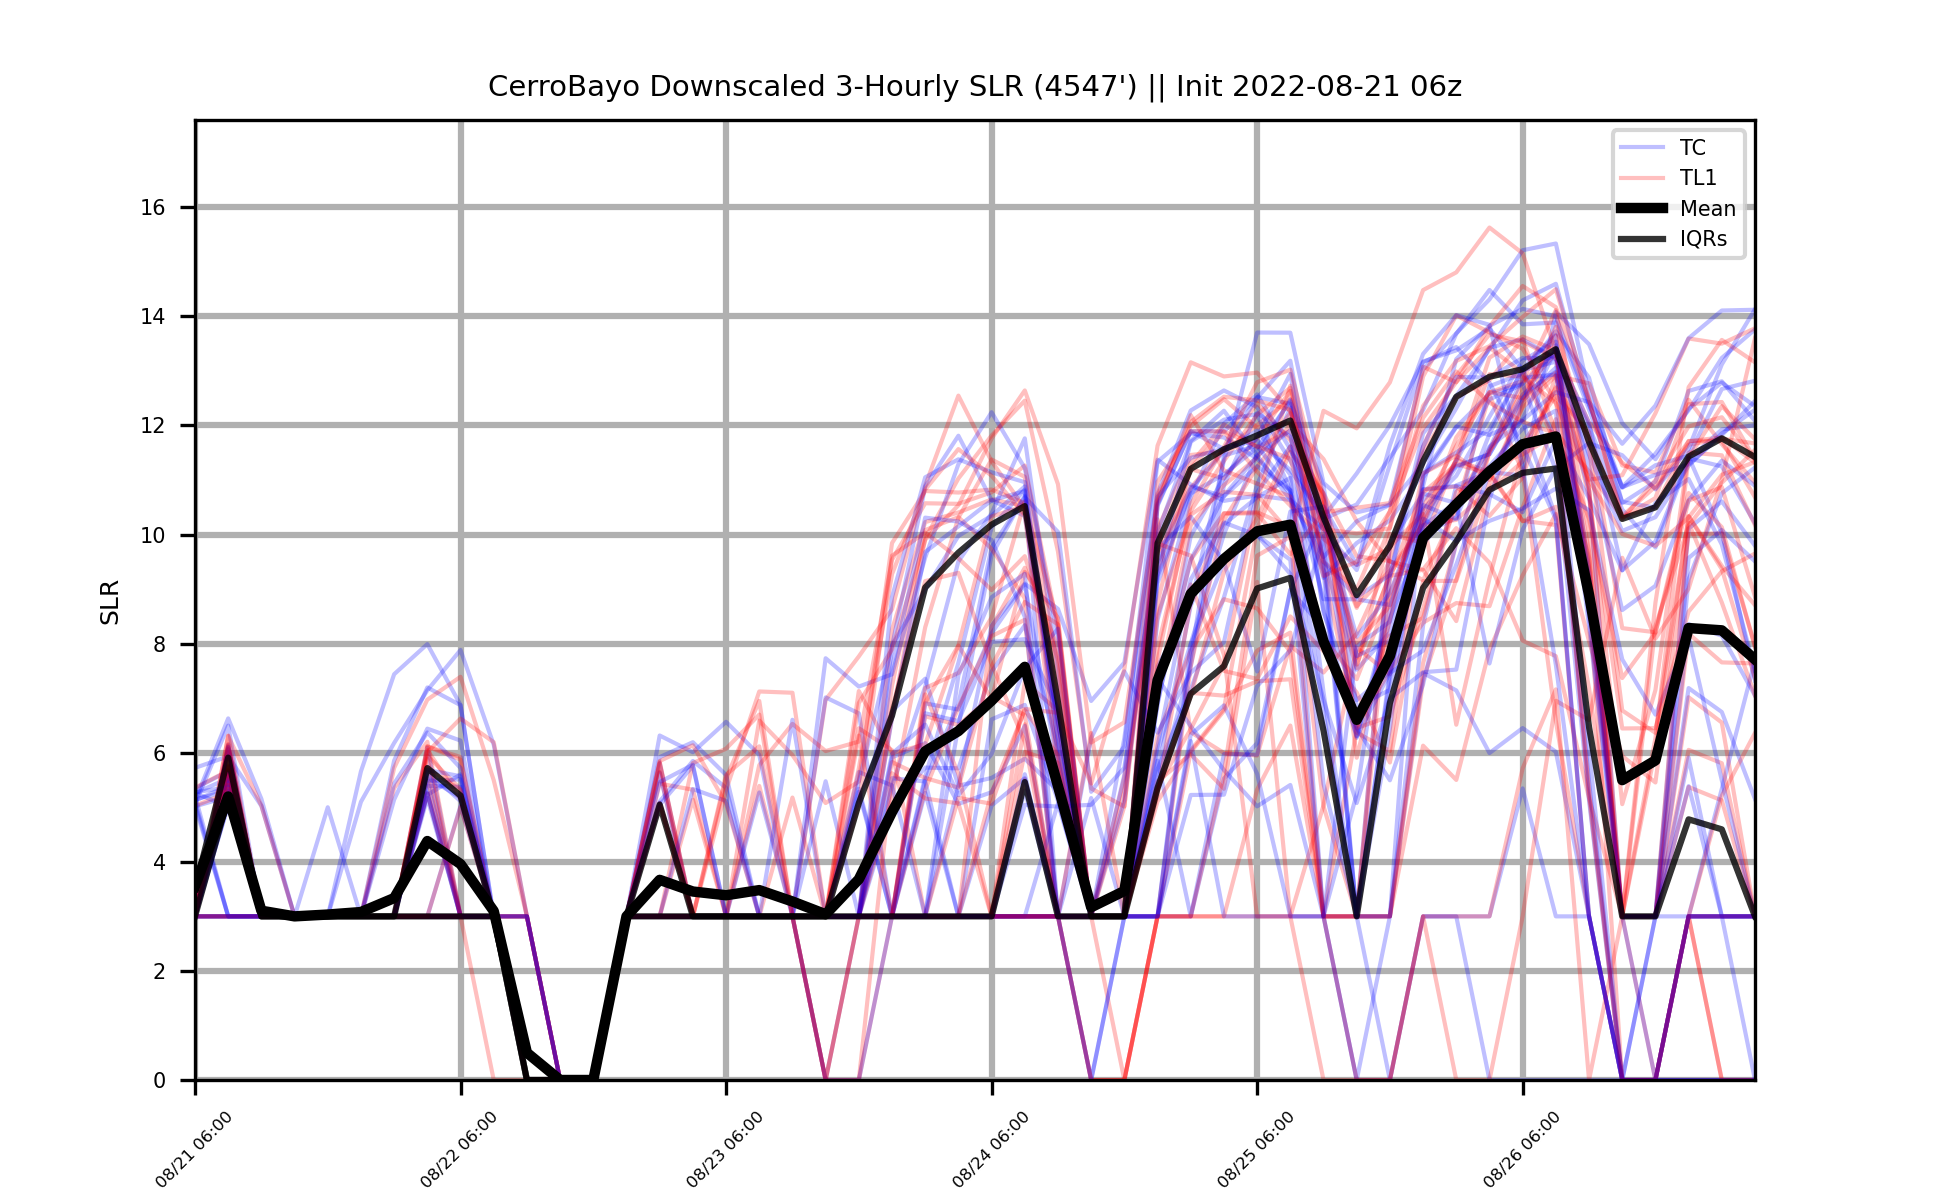 CerroBayo Downscaled 3-Hourly SLR (4547') || Init 2022-08-21 06z
TC
TL1
Mean
IQRs
SLR
16
14
12
10
8
6
4
2
0
08/21 06:00
08/22 06:00
08/23 06:00
08/24 06:00
08/25 06:00
08/26 06:00